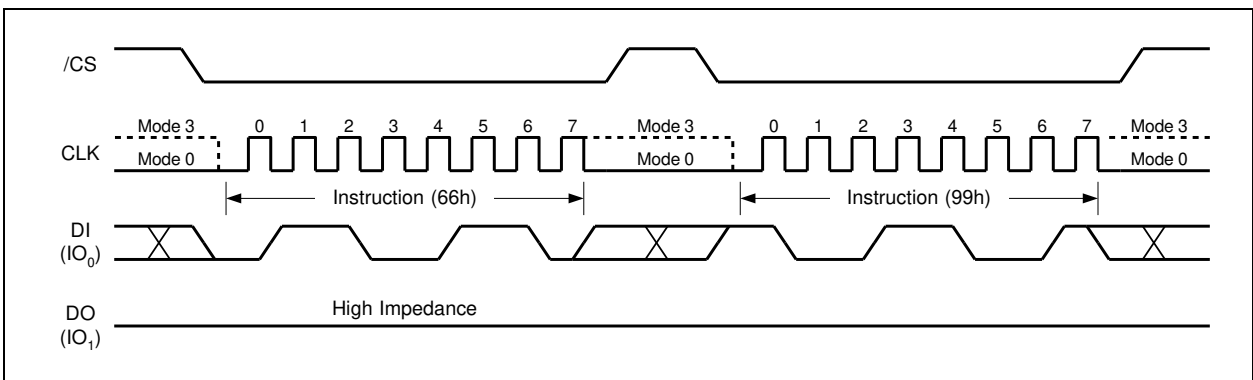 /CS
Mode 3 0 1 2 3 4 5 6 7 Mode 3 0 1 2 3 4 5 6 7 Mode 3
CLK
Mode 0 Mode 0 Mode 0
Instruction (66h) Instruction (99h)
DI
(IO₀)
High Impedance
DO
(IO₁)